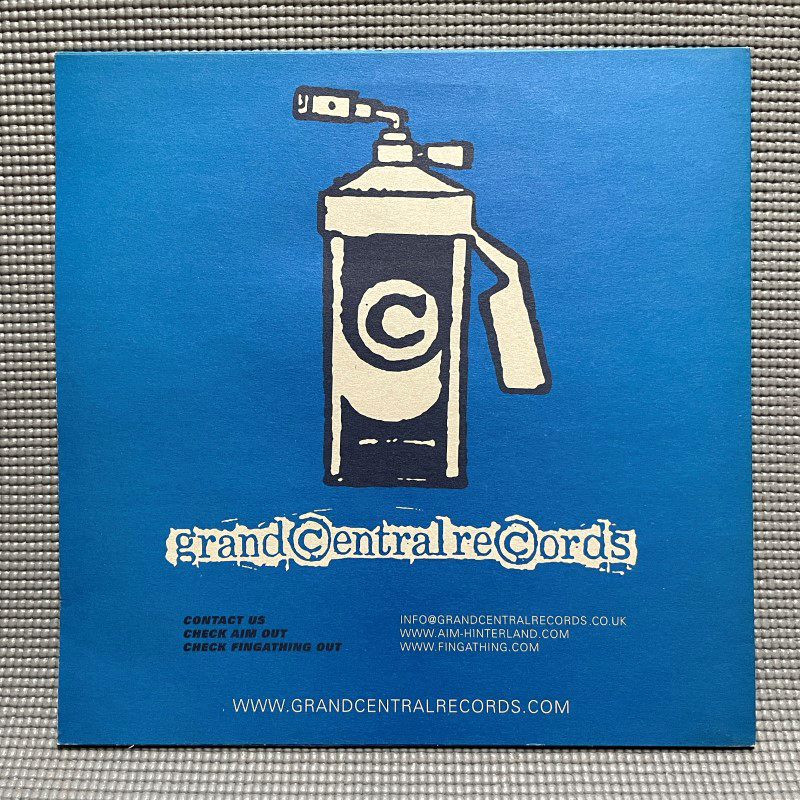 C
grandCentralreCords
CONTACT US INFO@GRANDCENTRALRECORDS.CO.UK
CHECK AIM OUT WWW.AIM-HINTERLAND.COM
CHECK FINGATHING OUT WWW.FINGATHING.COM
WWW.GRANDCENTRALRECORDS.COM